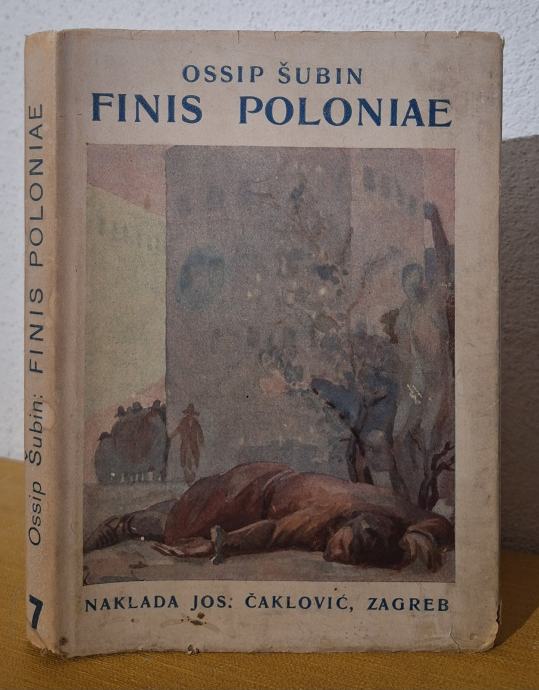 OSSIP ŠUBIN
FINIS POLONIAE
NAKLADA JOS. ČAKLOVIĆ, ZAGREB
Ossip Šubin: FINIS POLONIAE
7